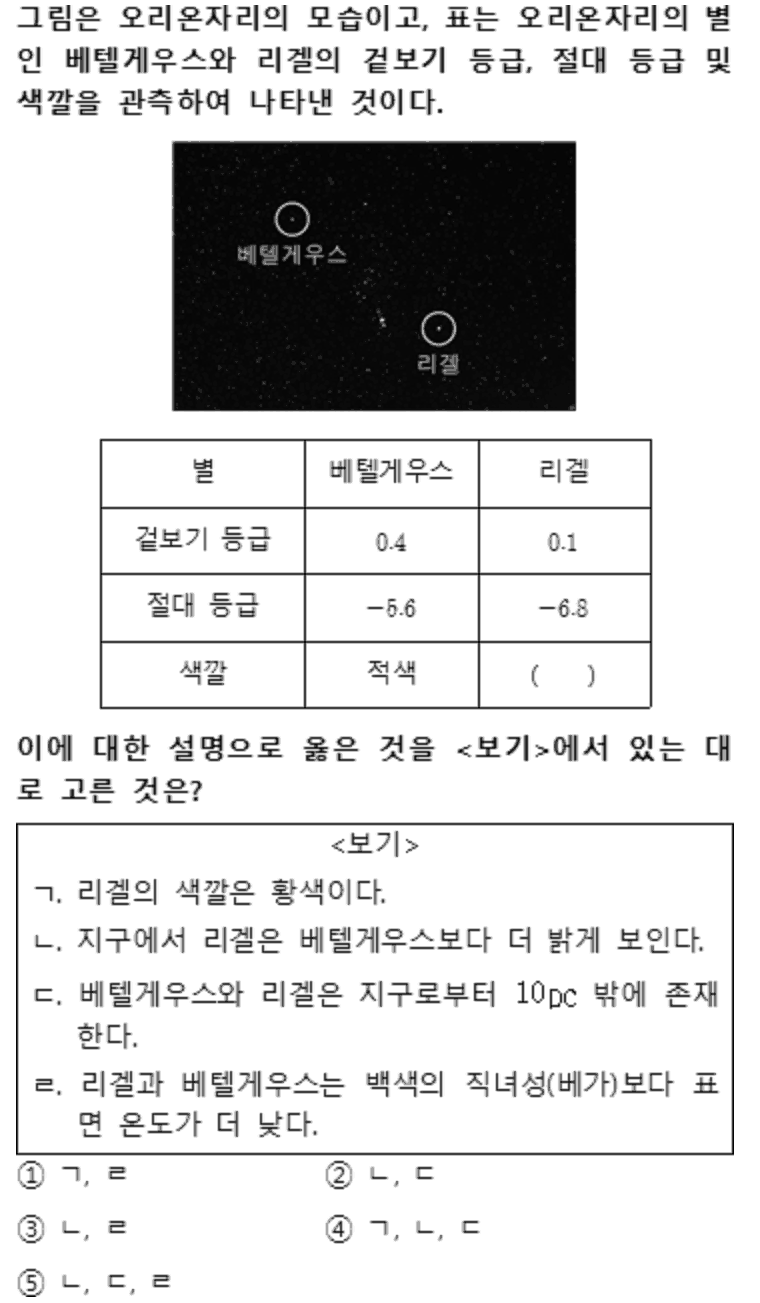 그림은 오리온자리의 모습이고, 표는 오리온자리의 별
인 베텔게우스와 리겔의 겉보기 등급, 절대 등급 및
색깔을 관측하여 나타낸 것이다.
베텔게우스
리겔
별 베텔게우스 리겔
겉보기 등급 0.4 0.1
절대 등급 −5.6 −6.8
색깔 적색 ( )
이에 대한 설명으로 옳은 것을 <보기>에서 있는 대
로 고른 것은?
<보기>
ㄱ. 리겔의 색깔은 황색이다.
ㄴ. 지구에서 리겔은 베텔게우스보다 더 밝게 보인다.
ㄷ. 베텔게우스와 리겔은 지구로부터 10pc 밖에 존재
한다.
ㄹ. 리겔과 베텔게우스는 백색의 직녀성(베가)보다 표
면 온도가 더 낮다.
① ㄱ, ㄹ ② ㄴ, ㄷ
③ ㄴ, ㄹ ④ ㄱ, ㄴ, ㄷ
⑤ ㄴ, ㄷ, ㄹ